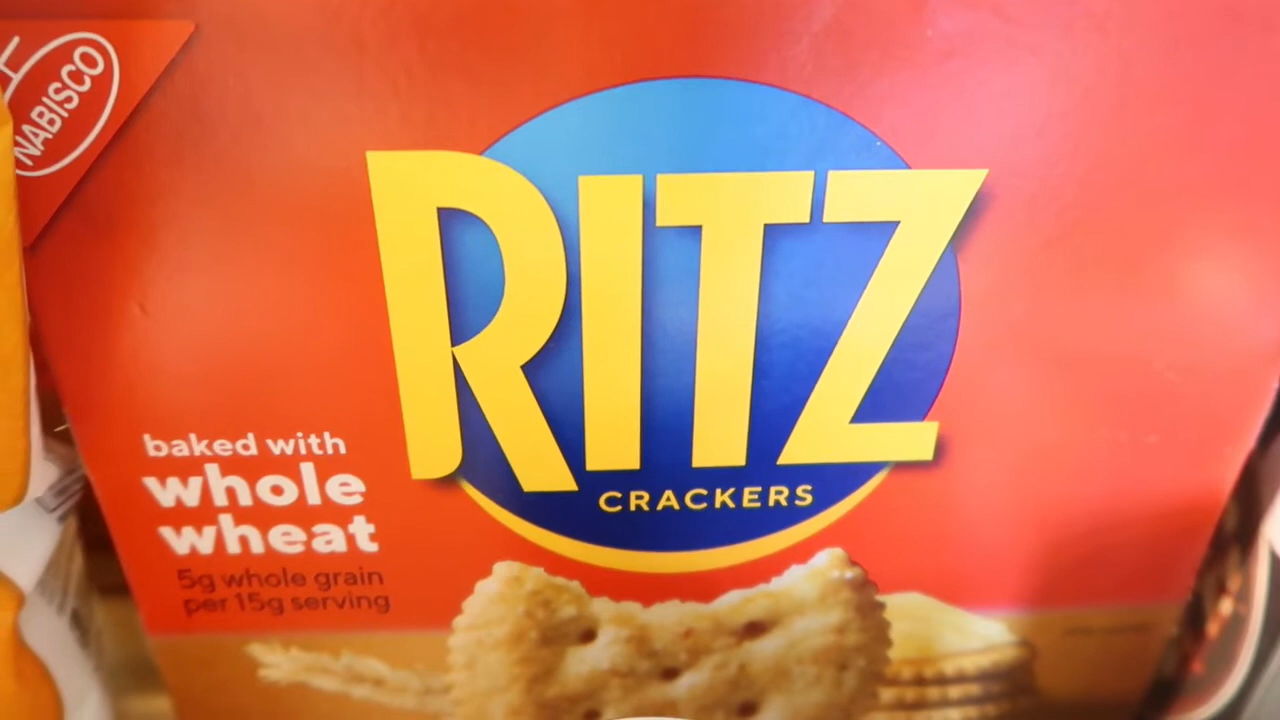 NABISCO
RITZ
CRACKERS
baked with
whole
wheat
5g whole grain
per 15g serving